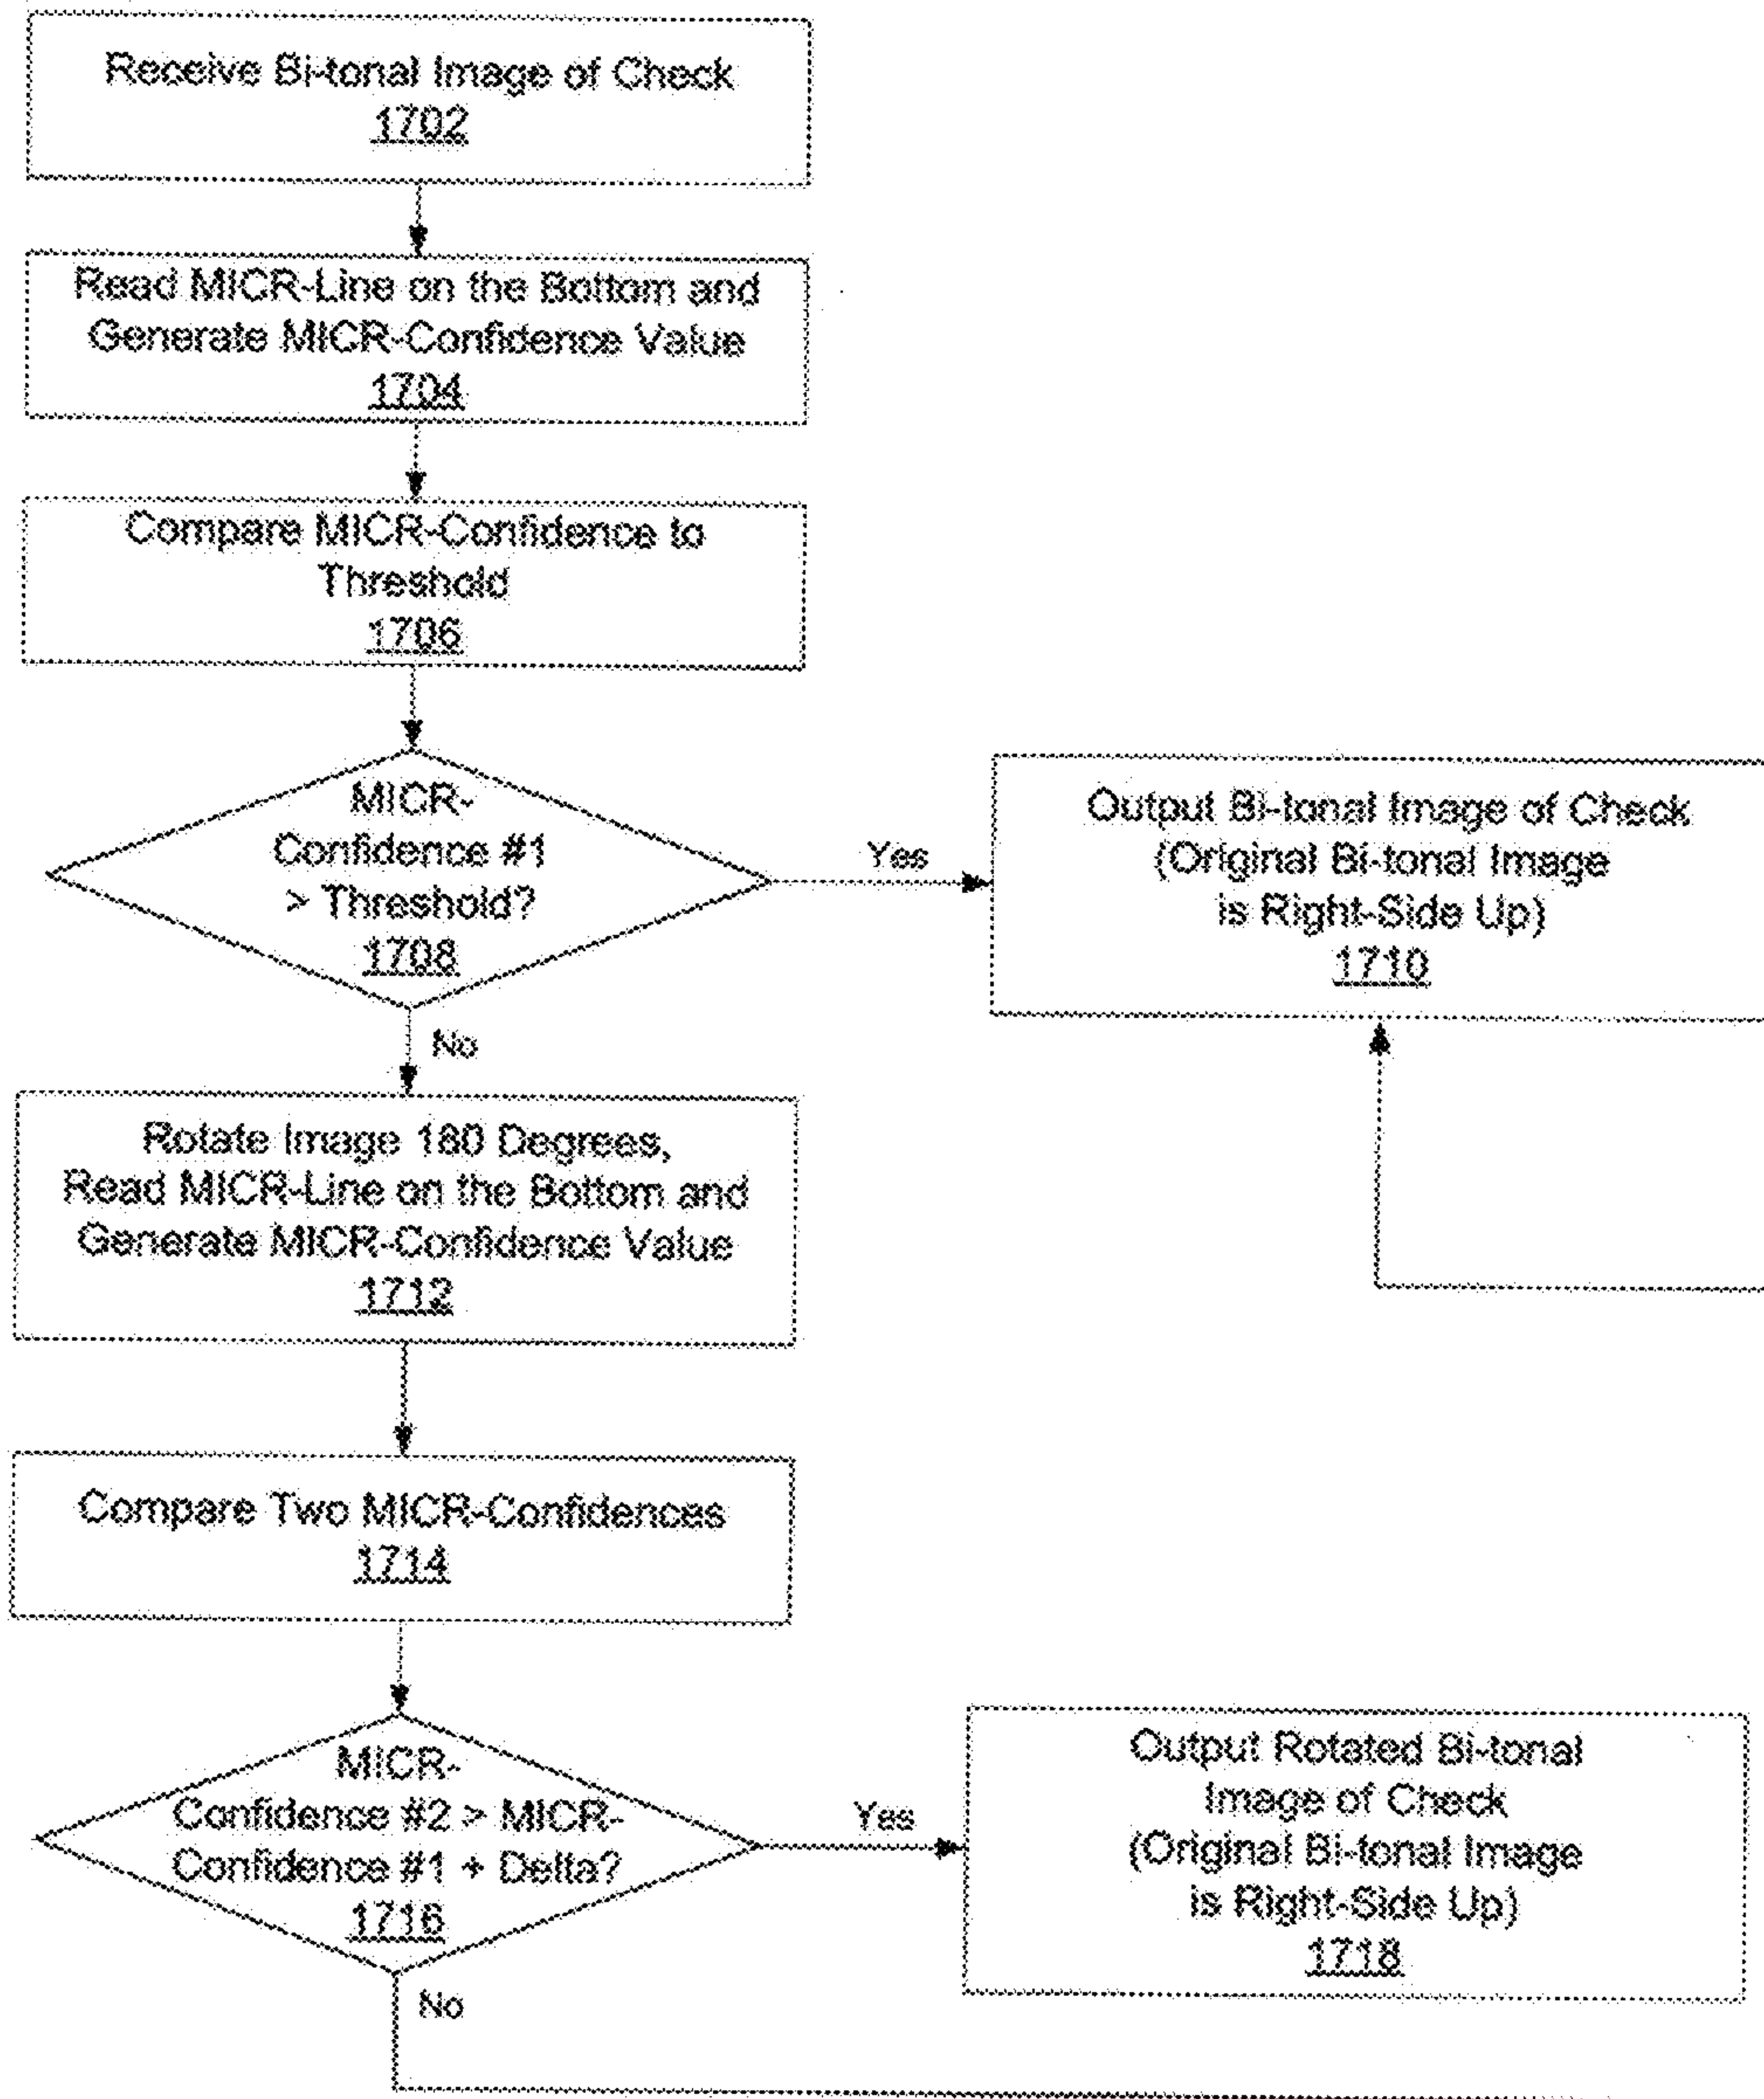 Receive Bi-tonal Image of Check
1702
Read MICR-Line on the Bottom and
Generate MICR-Confidence Value
1704
Compare MICR-Confidence to
Threshold
1706
MICR-
Confidence #1
> Threshold?
1708
Yes
Output Bi-tonal Image of Check
(Original Bi-tonal Image
is Right-Side Up)
1710
No
Rotate Image 180 Degrees,
Read MICR-Line on the Bottom and
Generate MICR-Confidence Value
1712
Compare Two MICR-Confidences
1714
MICR-
Confidence #2 > MICR-
Confidence #1 + Delta?
1716
Yes
Output Rotated Bi-tonal
Image of Check
(Original Bi-tonal Image
is Right-Side Up)
1718
No